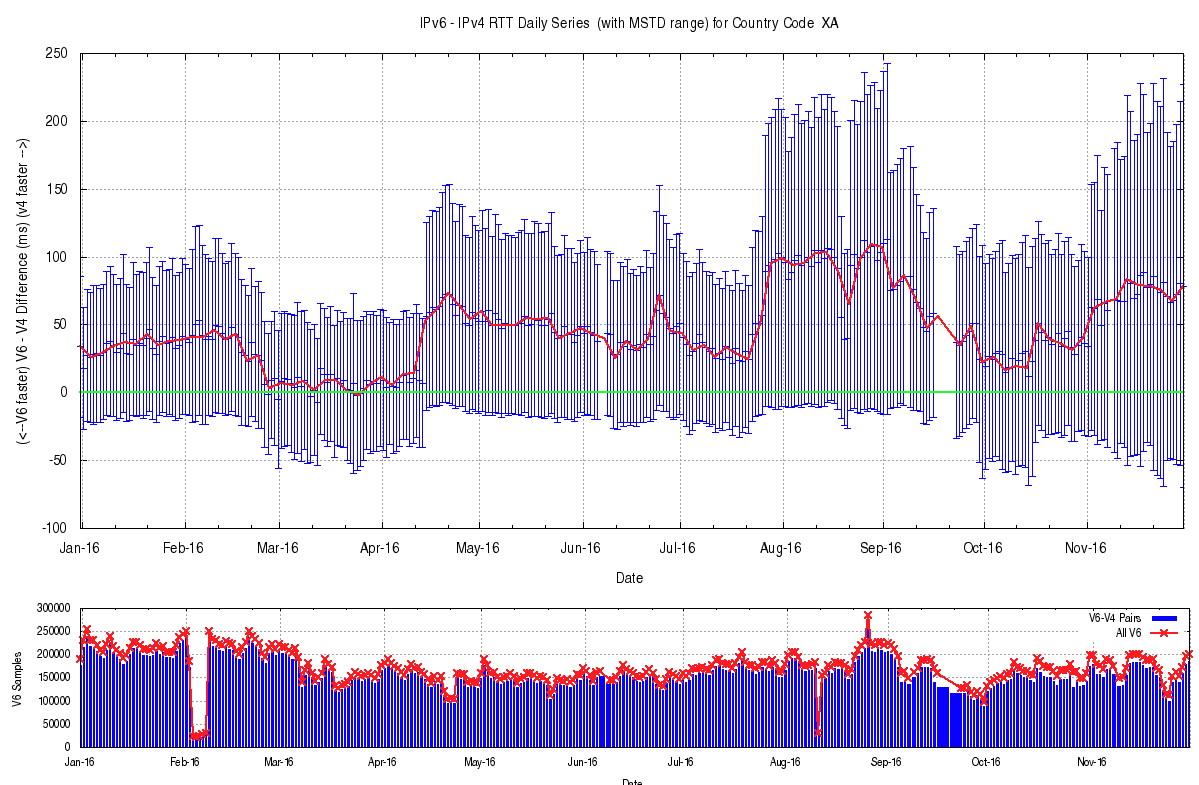 IPv6 - IPv4 RTT Daily Series (with MSTD range) for Country Code XA
(<--V6 faster) V6 - V4 Difference (ms) (v4 faster -->)
250
200
150
100
50
0
-50
-100
Jan-16 Feb-16 Mar-16 Apr-16 May-16 Jun-16 Jul-16 Aug-16 Sep-16 Oct-16 Nov-16
Date
V6 Samples
300000
250000
200000
150000
100000
50000
0
V6-V4 Pairs
All V6
Jan-16 Feb-16 Mar-16 Apr-16 May-16 Jun-16 Jul-16 Aug-16 Sep-16 Oct-16 Nov-16
Date